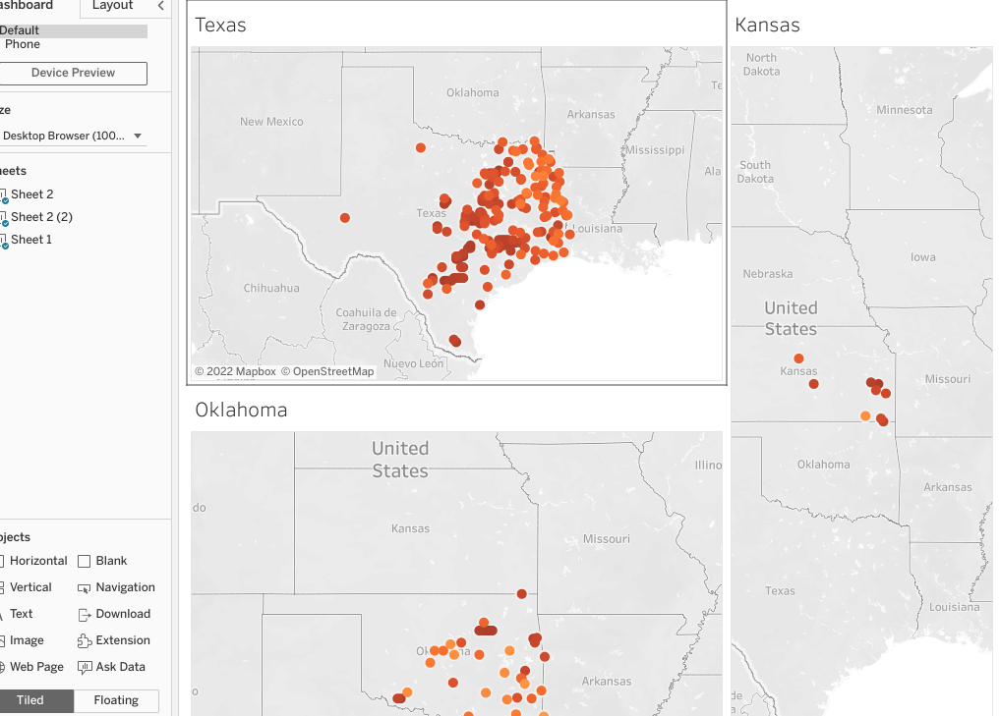 ashboard
Layout
Default
Phone
Device Preview
ze
Desktop Browser (100...
neets
Sheet 2
Sheet 2 (2)
Sheet 1
bjects
Horizontal
Blank
Vertical
Navigation
Text
Download
Image
Extension
Web Page
Ask Data
Tiled
Floating
Texas
Oklahoma
New Mexico
Arkansas
Te
Mississippi
Ala
Texas
Louisiana
Chihuahua
Coahuila de
Zaragoza
Nuevo León
© 2022 Mapbox © OpenStreetMap
Oklahoma
United
States
Illino
do
Kansas
Missouri
Arkansas
o
Kansas
North
Dakota
Minnesota
South
Dakota
Iowa
Nebraska
United
States
Kansas
Missouri
Oklahoma
Arkansas
Texas
Louisiana
de
a